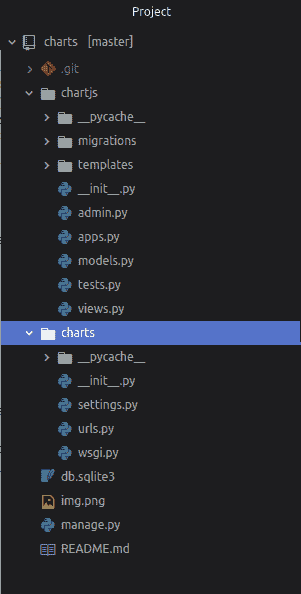 Project
charts [master]
.git
chartjs
__pycache__
migrations
templates
__init__.py
admin.py
apps.py
models.py
tests.py
views.py
charts
__pycache__
__init__.py
settings.py
urls.py
wsgi.py
db.sqlite3
img.png
manage.py
README.md